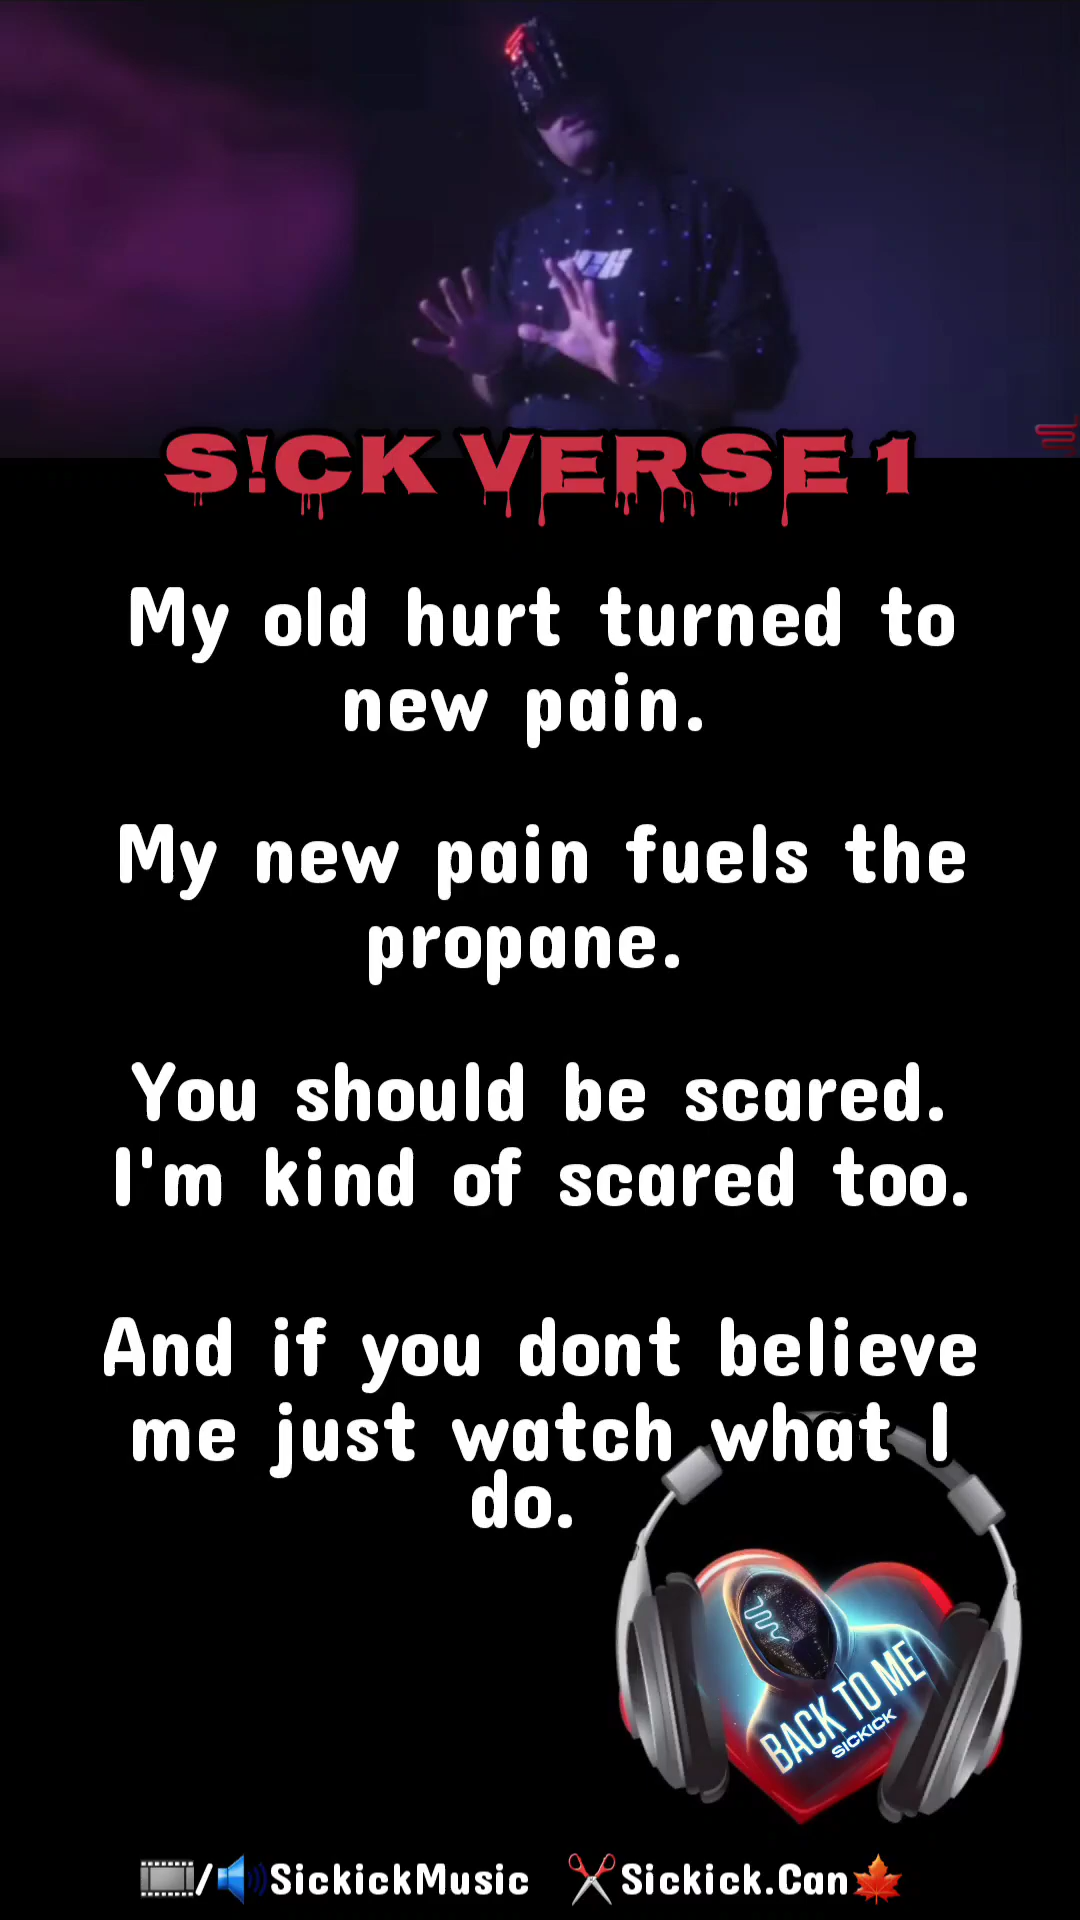 S!CK VERSE 1
My old hurt turned to
new pain.
My new pain fuels the
propane.
You should be scared.
I'm kind of scared too.
And if you dont believe
me just watch what I
do.
BACK TO ME
SICKICK
/SickickMusic Sickick.Can